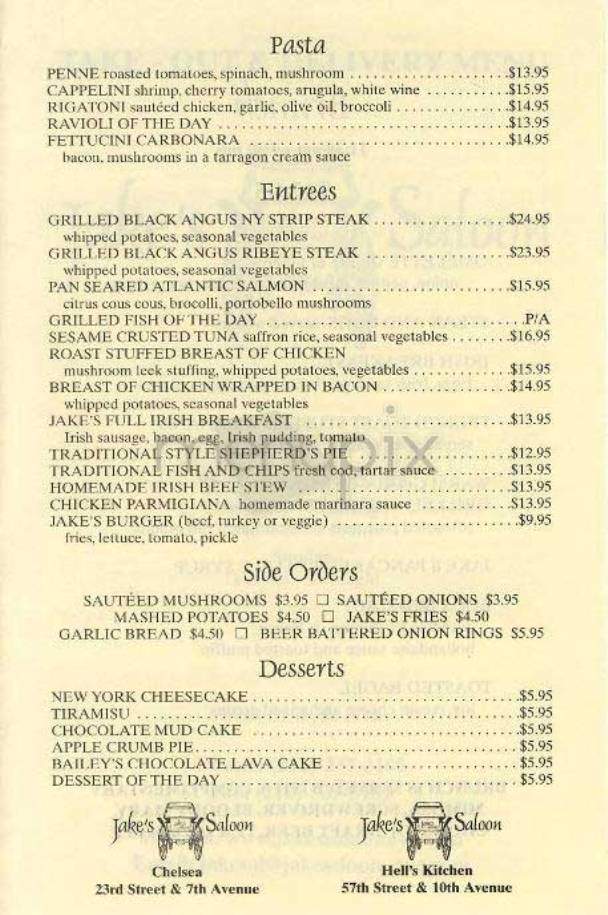 Pasta
PENNE roasted tomatoes, spinach, mushroom ......................$13.95
CAPPELINI shrimp, cherry tomatoes, arugula, white wine ...........$15.95
RIGATONI sautéed chicken, garlic, olive oil, broccoli ...............$14.95
RAVIOLI OF THE DAY ........................................$13.95
FETTUCINI CARBONARA ....................................$14.95
bacon, mushrooms in a tarragon cream sauce
Entrees
GRILLED BLACK ANGUS NY STRIP STEAK ...................$24.95
whipped potatoes, seasonal vegetables
GRILLED BLACK ANGUS RIBEYE STEAK ....................$23.95
whipped potatoes, seasonal vegetables
PAN SEARED ATLANTIC SALMON ...........................$15.95
citrus cous cous, brocolli, portobello mushrooms
GRILLED FISH OF THE DAY ...................................P/A
SESAME CRUSTED TUNA saffron rice, seasonal vegetables ........$16.95
ROAST STUFFED BREAST OF CHICKEN
mushroom leek stuffing, whipped potatoes, vegetables .............$15.95
BREAST OF CHICKEN WRAPPED IN BACON ..................$14.95
whipped potatoes, seasonal vegetables
JAKE'S FULL IRISH BREAKFAST ..............................$13.95
Irish sausage, bacon, egg, Irish pudding, tomato
TRADITIONAL STYLE SHEPHERD'S PIE .......................$12.95
TRADITIONAL FISH AND CHIPS fresh cod, tartar sauce .........$13.95
HOMEMADE IRISH BEEF STEW ...............................$13.95
CHICKEN PARMIGIANA homemade marinara sauce ............$13.95
JAKE'S BURGER (beef, turkey or veggie) .........................$9.95
fries, lettuce, tomato, pickle
Side Orders
SAUTÉED MUSHROOMS $3.95 ☐ SAUTÉED ONIONS $3.95
MASHED POTATOES $4.50 ☐ JAKE'S FRIES $4.50
GARLIC BREAD $4.50 ☐ BEER BATTERED ONION RINGS $5.95
Desserts
NEW YORK CHEESECAKE .....................................$5.95
TIRAMISU ....................................................$5.95
CHOCOLATE MUD CAKE .....................................$5.95
APPLE CRUMB PIE............................................$5.95
BAILEY'S CHOCOLATE LAVA CAKE ...........................$5.95
DESSERT OF THE DAY ........................................$5.95
Jake's Saloon
Chelsea
23rd Street & 7th Avenue
Jake's Saloon
Hell's Kitchen
57th Street & 10th Avenue